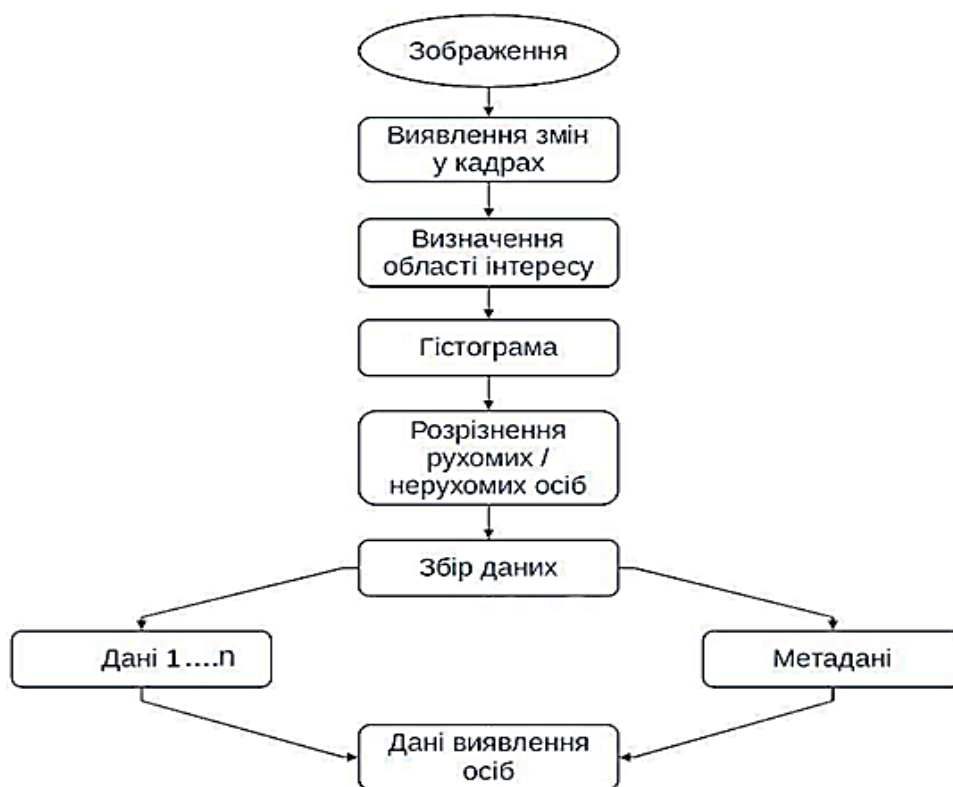 Зображення
Виявлення змін
у кадрах
Визначення
області інтересу
Гістограма
Розрізнення
рухомих /
нерухомих осіб
Збір даних
Дані 1....n
Метадані
Дані виявлення
осіб